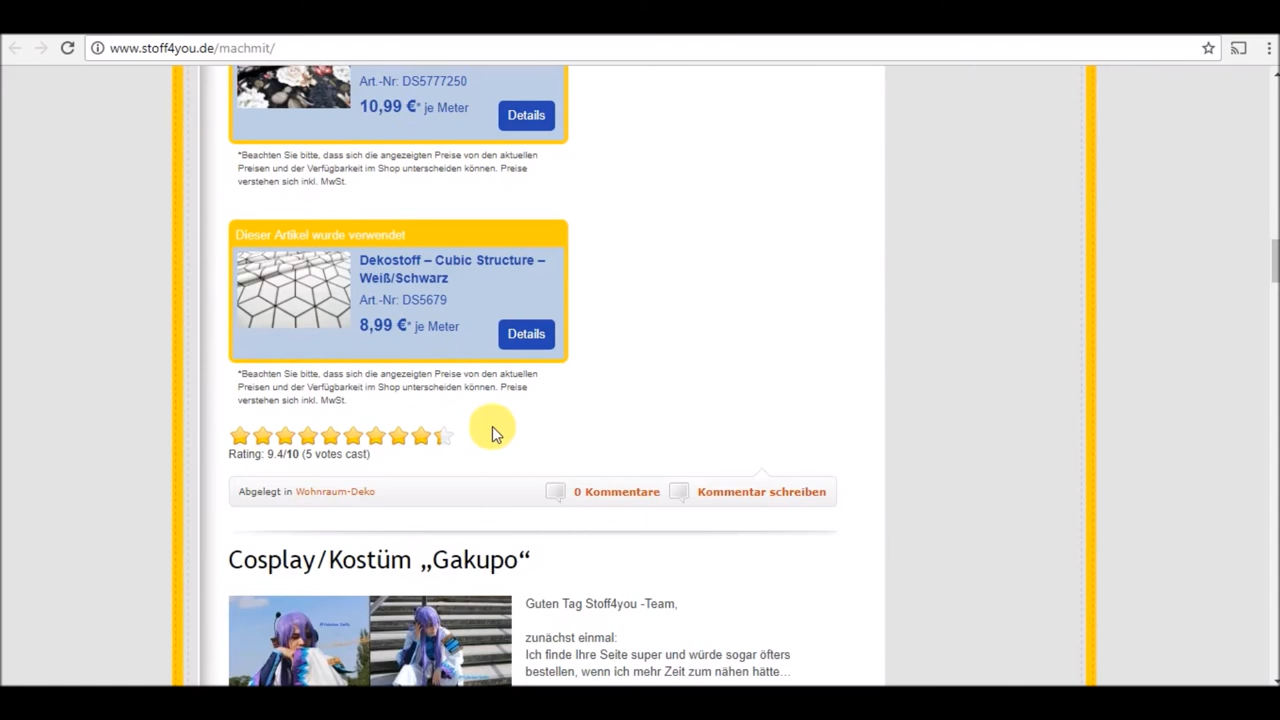 www.stoff4you.de/machmit/
Art.-Nr: DS5777250
10,99 €* je Meter
Details
*Beachten Sie bitte, dass sich die angezeigten Preise von den aktuellen
Preisen und der Verfügbarkeit im Shop unterscheiden können. Preise
verstehen sich inkl. MwSt.
Dieser Artikel wurde verwendet
Dekostoff – Cubic Structure –
Weiß/Schwarz
Art.-Nr: DS5679
8,99 €* je Meter
Details
*Beachten Sie bitte, dass sich die angezeigten Preise von den aktuellen
Preisen und der Verfügbarkeit im Shop unterscheiden können. Preise
verstehen sich inkl. MwSt.
Rating: 9.4/10 (5 votes cast)
Abgelegt in Wohnraum-Deko
0 Kommentare
Kommentar schreiben
Cosplay/Kostüm „Gakupo“
Guten Tag Stoff4you -Team,
zunächst einmal:
Ich finde Ihre Seite super und würde sogar öfters
bestellen, wenn ich mehr Zeit zum nähen hätte…